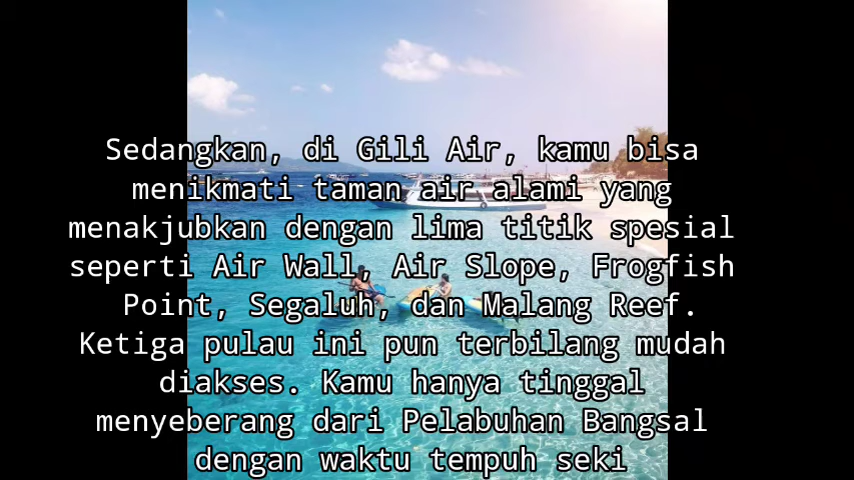 Sedangkan, di Gili Air, kamu bisa
menikmati taman air alami yang
menakjubkan dengan lima titik spesial
seperti Air Wall, Air Slope, Frogfish
Point, Segaluh, dan Malang Reef.
Ketiga pulau ini pun terbilang mudah
diakses. Kamu hanya tinggal
menyeberang dari Pelabuhan Bangsal
dengan waktu tempuh seki